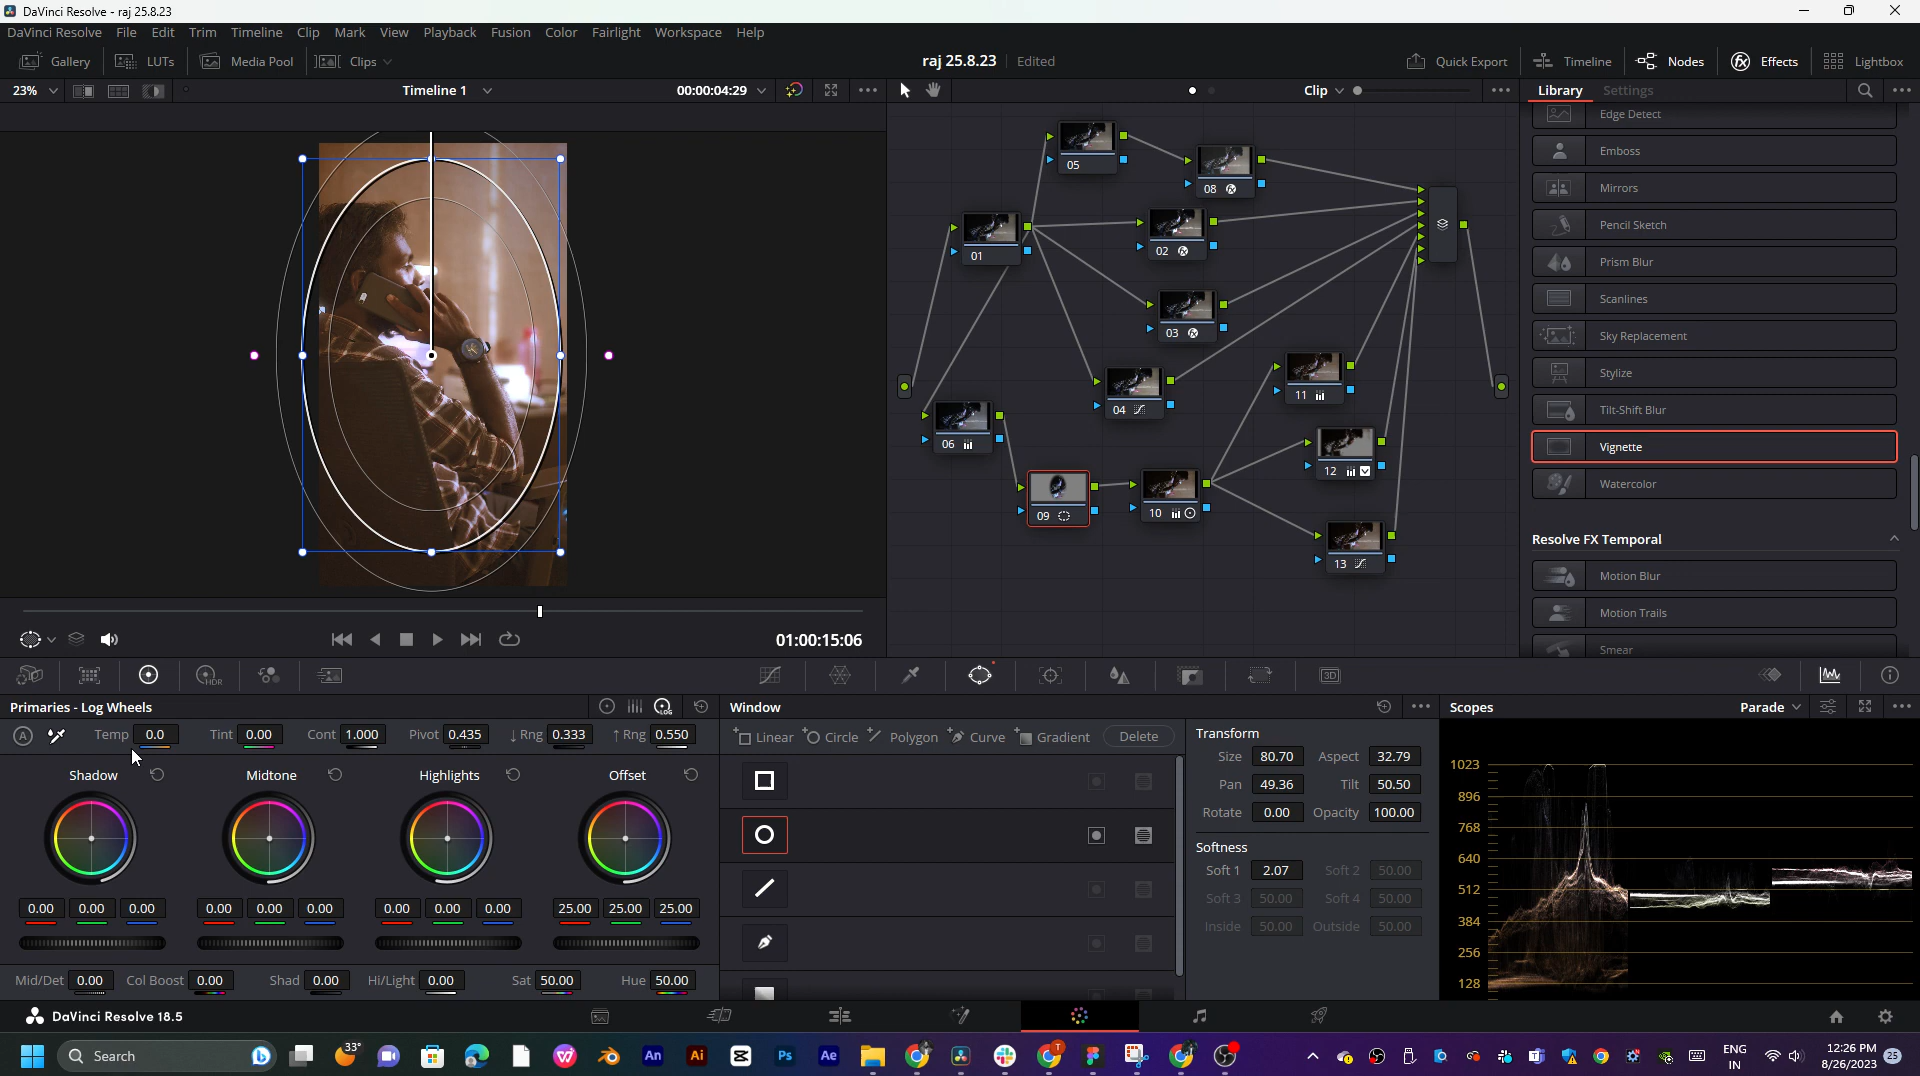 DaVinci Resolve - raj 25.8.23
DaVinci Resolve File Edit Trim Timeline Clip Mark View Playback Fusion Color Fairlight Workspace Help
Gallery LUTs Media Pool Clips raj 25.8.23 Edited Quick Export Timeline Nodes Effects Lightbox
23% Timeline 1 00:00:04:29 Clip Library Settings
Edge Detect
Emboss
Mirrors
Pencil Sketch
Prism Blur
Scanlines
Sky Replacement
Stylize
Tilt-Shift Blur
Vignette
Watercolor
Resolve FX Temporal
Motion Blur
Motion Trails
Smear
05
08
01
02
03
04
11
06
12
09
10
13
01:00:15:06
HDR
3D
Primaries - Log Wheels
LOG
Window
Scopes
Parade
A Temp 0.0 Tint 0.00 Cont 1.000 Pivot 0.435 ↓ Rng 0.333 ↑ Rng 0.550
Linear Circle Polygon Curve Gradient Delete
Shadow Midtone Highlights Offset
0.00 0.00 0.00 0.00 0.00 0.00 0.00 0.00 0.00 25.00 25.00 25.00
Mid/Det 0.00 Col Boost 0.00 Shad 0.00 Hi/Light 0.00 Sat 50.00 Hue 50.00
Transform
Size 80.70 Aspect 32.79
Pan 49.36 Tilt 50.50
Rotate 0.00 Opacity 100.00
Softness
Soft 1 2.07 Soft 2 50.00
Soft 3 50.00 Soft 4 50.00
Inside 50.00 Outside 50.00
1023
896
768
640
512
384
256
128
DaVinci Resolve 18.5
Search
33°
An
Ai
Ps
Ae
T
ENG
IN
12:26 PM
8/26/2023
25